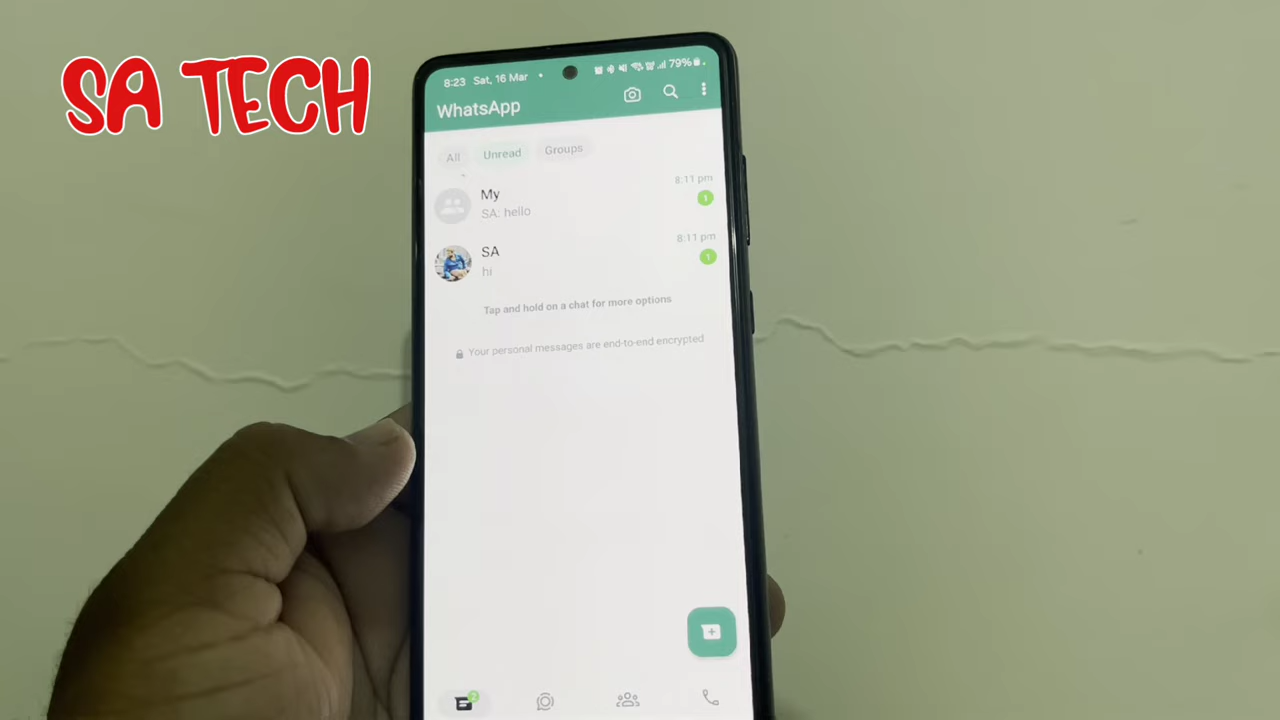 SA TECH
8:23 Sat, 16 Mar 79%
WhatsApp
All Unread Groups
My 8:11 pm
SA: hello 1
SA 8:11 pm
hi 1
Tap and hold on a chat for more options
Your personal messages are end-to-end encrypted
2